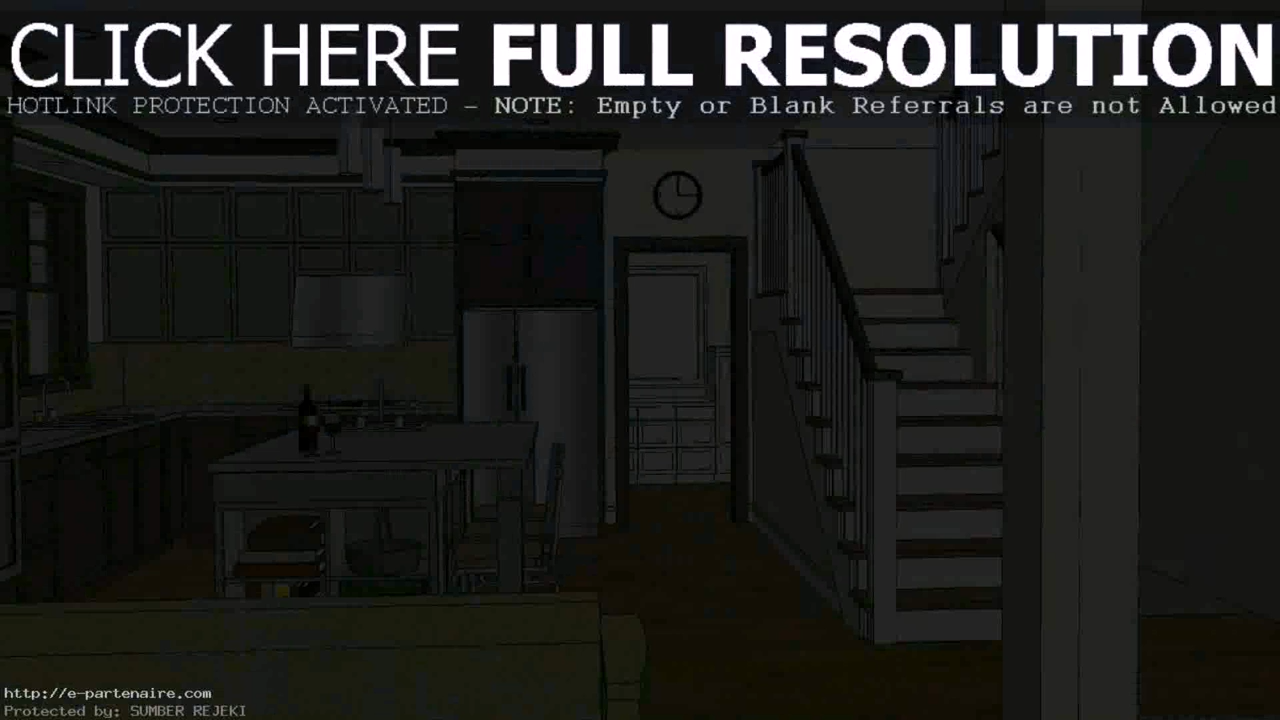 CLICK HERE FULL RESOLUTION
HOTLINK PROTECTION ACTIVATED - NOTE: Empty or Blank Referrals are not Allowed
http://e-partenaire.com
Protected by: SUMBER REJEKI